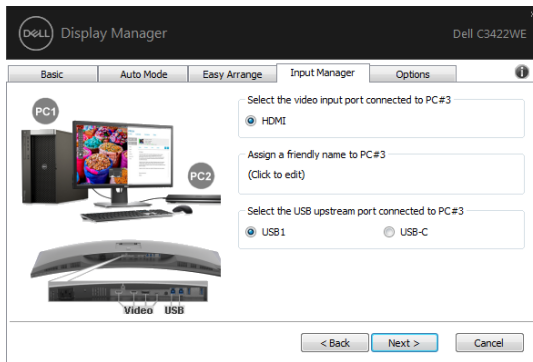 DELL Display Manager
Dell C3422WE
Basic Auto Mode Easy Arrange Input Manager Options
Select the video input port connected to PC#3
HDMI
Assign a friendly name to PC#3
(Click to edit)
Select the USB upstream port connected to PC#3
USB1 USB-C
PC1
PC2
Video USB
< Back Next > Cancel